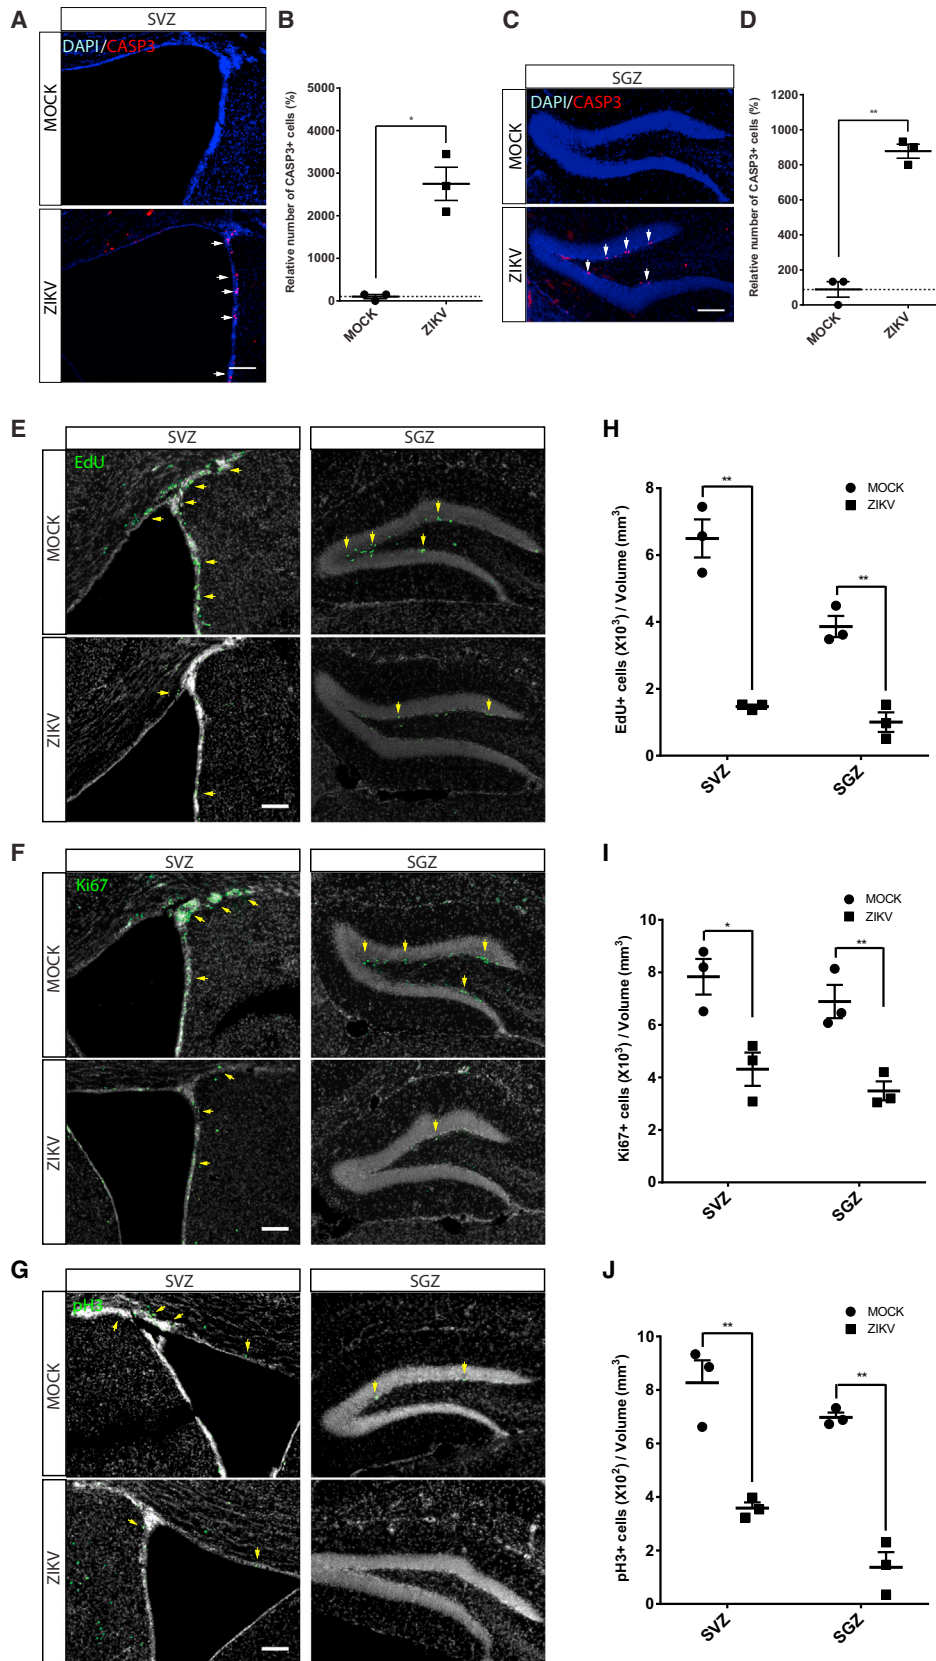 A
SVZ
DAPI/CASP3
MOCK
ZIKV
B
Relative number of CASP3+ cells (%)
5000
4000
3000
2000
1000
0
*
MOCK
ZIKV
C
SGZ
DAPI/CASP3
MOCK
ZIKV
D
Relative number of CASP3+ cells (%)
1200
1000
800
600
400
200
0
**
MOCK
ZIKV
E
SVZ
SGZ
EdU
MOCK
ZIKV
H
MOCK
ZIKV
EdU+ cells (X10³) / Volume (mm³)
8
6
4
2
0
**
**
SVZ
SGZ
F
SVZ
SGZ
Ki67
MOCK
ZIKV
I
MOCK
ZIKV
Ki67+ cells (X10³) / Volume (mm³)
10
8
6
4
2
0
*
**
SVZ
SGZ
G
SVZ
SGZ
pH3
MOCK
ZIKV
J
MOCK
ZIKV
pH3+ cells (X10²) / Volume (mm³)
10
8
6
4
2
0
**
**
SVZ
SGZ